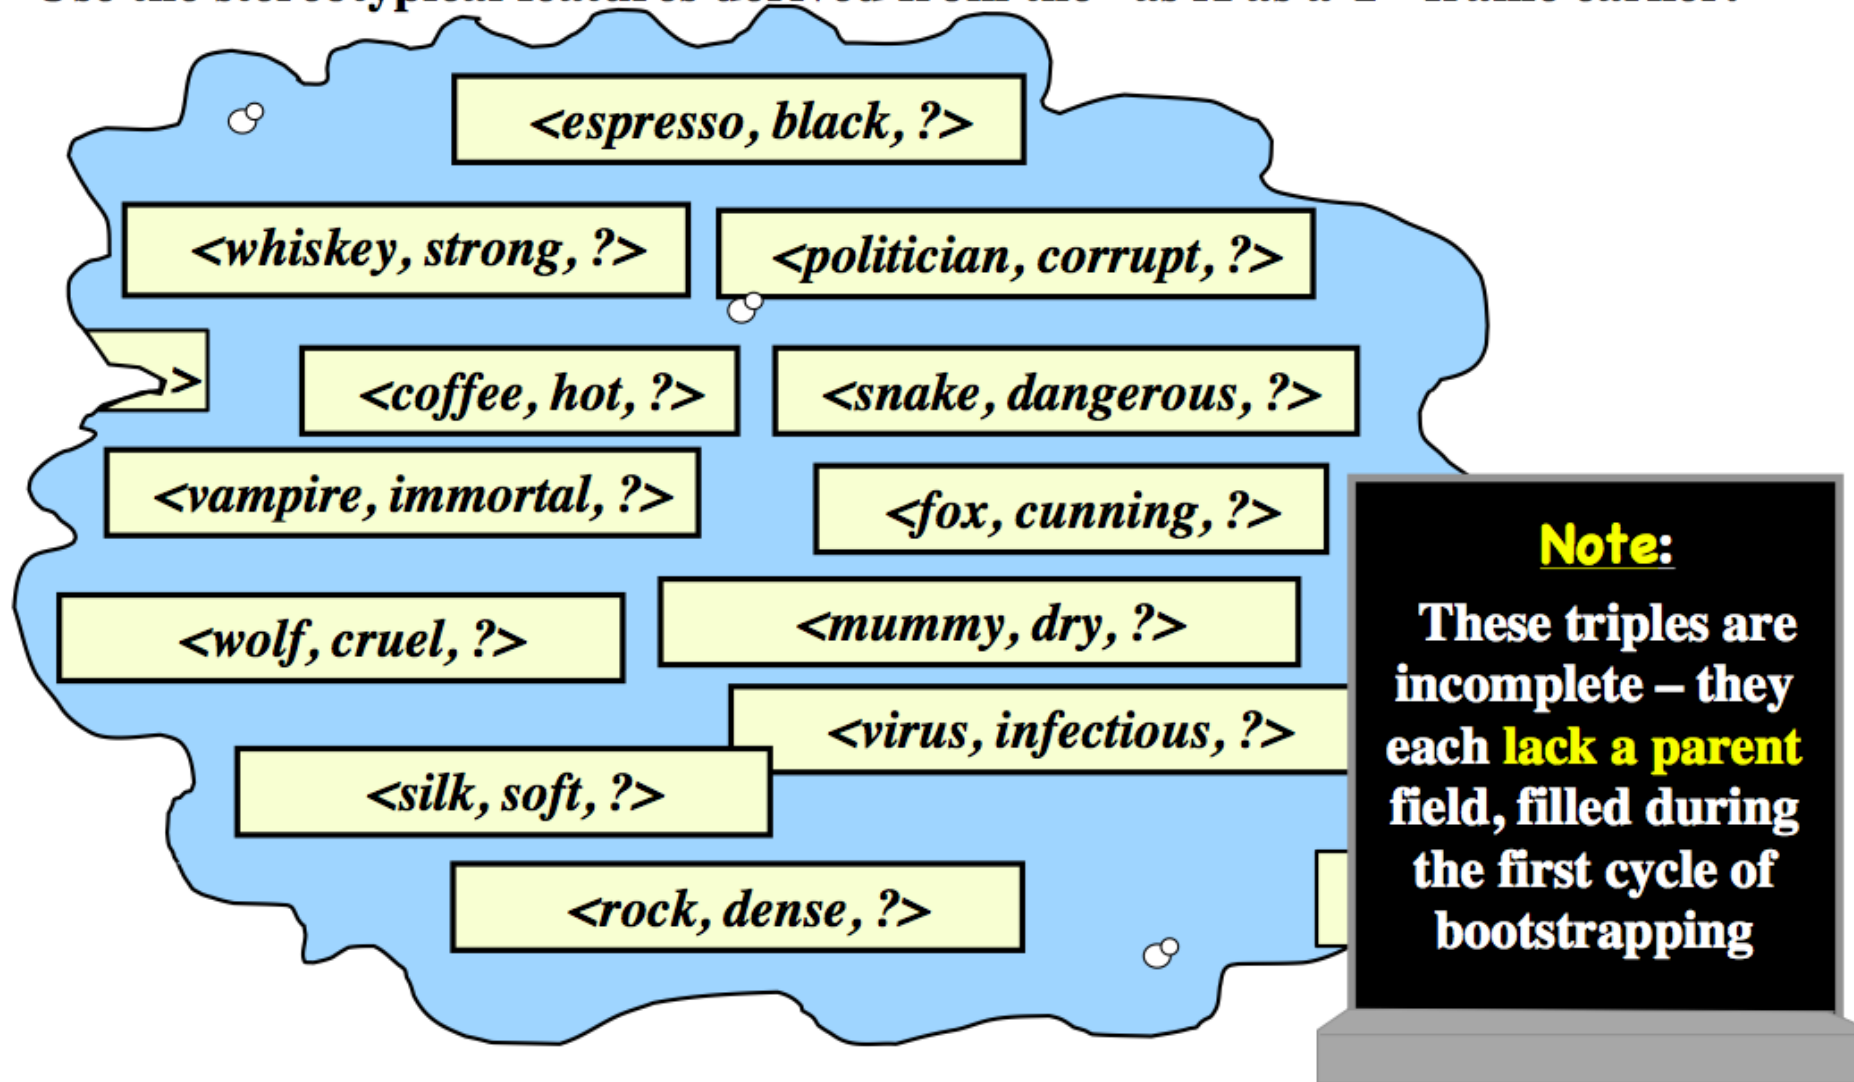 <espresso, black, ?>
<whiskey, strong, ?>
<politician, corrupt, ?>
>
<coffee, hot, ?>
<snake, dangerous, ?>
<vampire, immortal, ?>
<fox, cunning, ?>
<wolf, cruel, ?>
<mummy, dry, ?>
<virus, infectious, ?>
<silk, soft, ?>
<rock, dense, ?>
Note:
These triples are
incomplete – they
each lack a parent
field, filled during
the first cycle of
bootstrapping